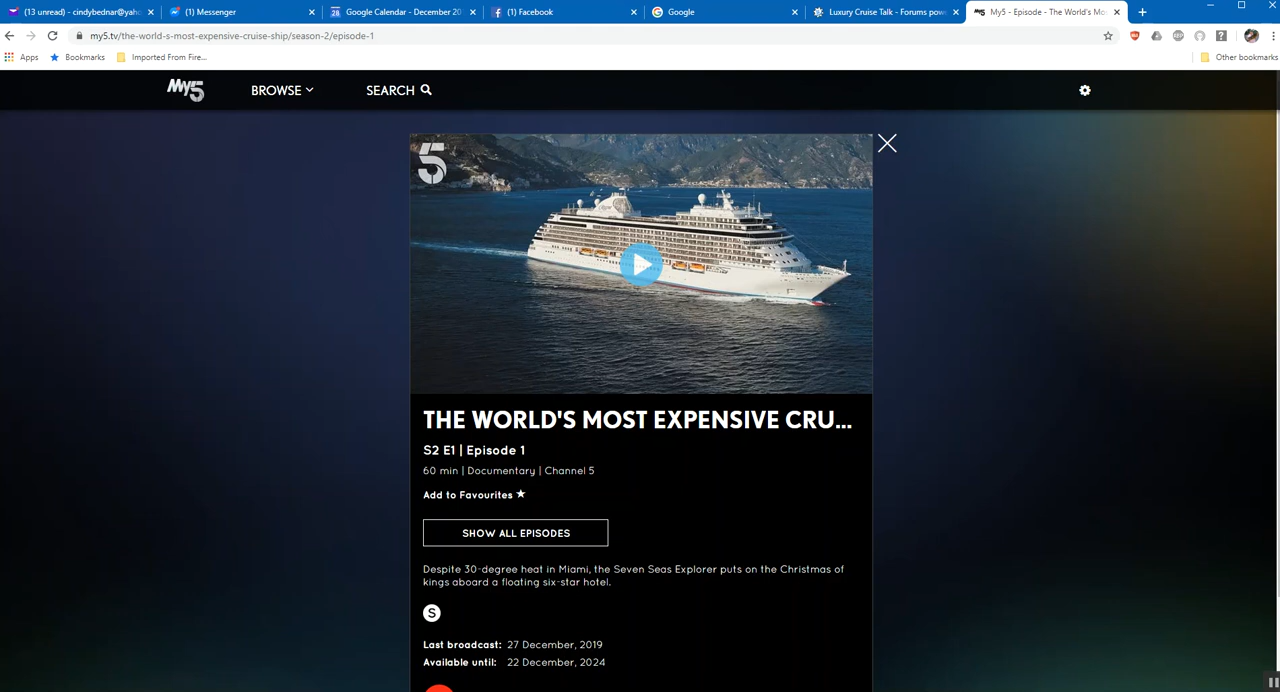 (13 unread) - cindybednar@yaho
(1) Messenger
28 Google Calendar - December 20
(1) Facebook
Google
Luxury Cruise Talk - Forums pow
My5 - Episode - The World's Mo
my5.tv/the-world-s-most-expensive-cruise-ship/season-2/episode-1
Apps Bookmarks Imported From Fire... Other bookmarks
My5 BROWSE SEARCH
5
THE WORLD'S MOST EXPENSIVE CRU...
S2 E1 | Episode 1
60 min | Documentary | Channel 5
Add to Favourites ★
SHOW ALL EPISODES
Despite 30-degree heat in Miami, the Seven Seas Explorer puts on the Christmas of
kings aboard a floating six-star hotel.
S
Last broadcast: 27 December, 2019
Available until: 22 December, 2024